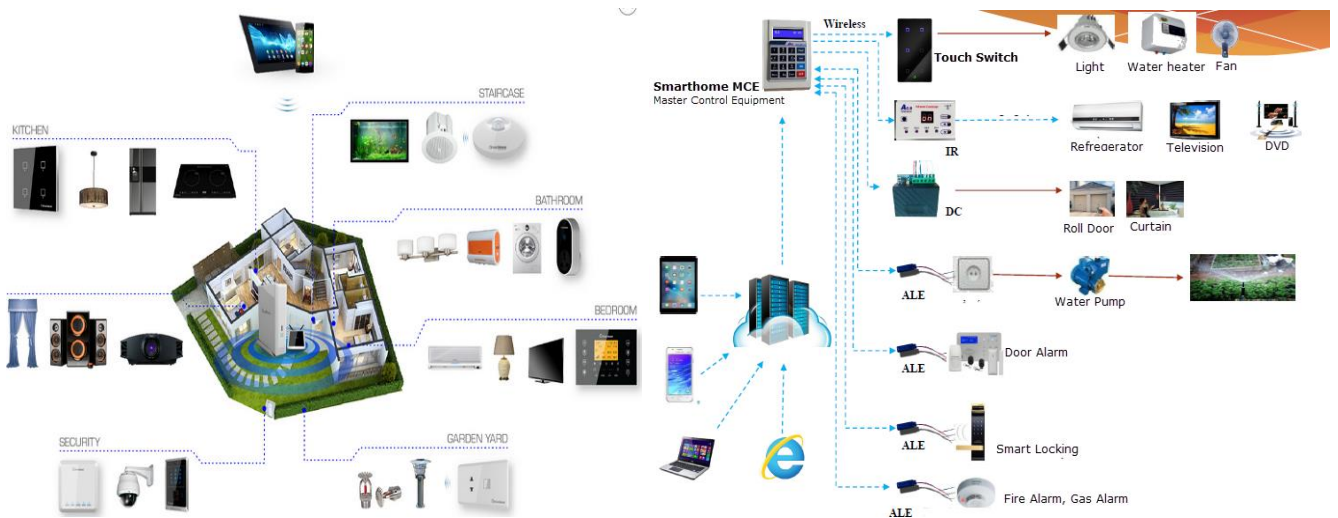 STAIRCASE
KITCHEN
BATHROOM
BEDROOM
SECURITY
GARDEN YARD
Wireless
Smarthome MCE
Master Control Equipment
Touch Switch
Light
Water heater
Fan
IR
Refregerator
Television
DVD
DC
Roll Door
Curtain
ALE
Water Pump
ALE
Door Alarm
ALE
Smart Locking
ALE
Fire Alarm, Gas Alarm